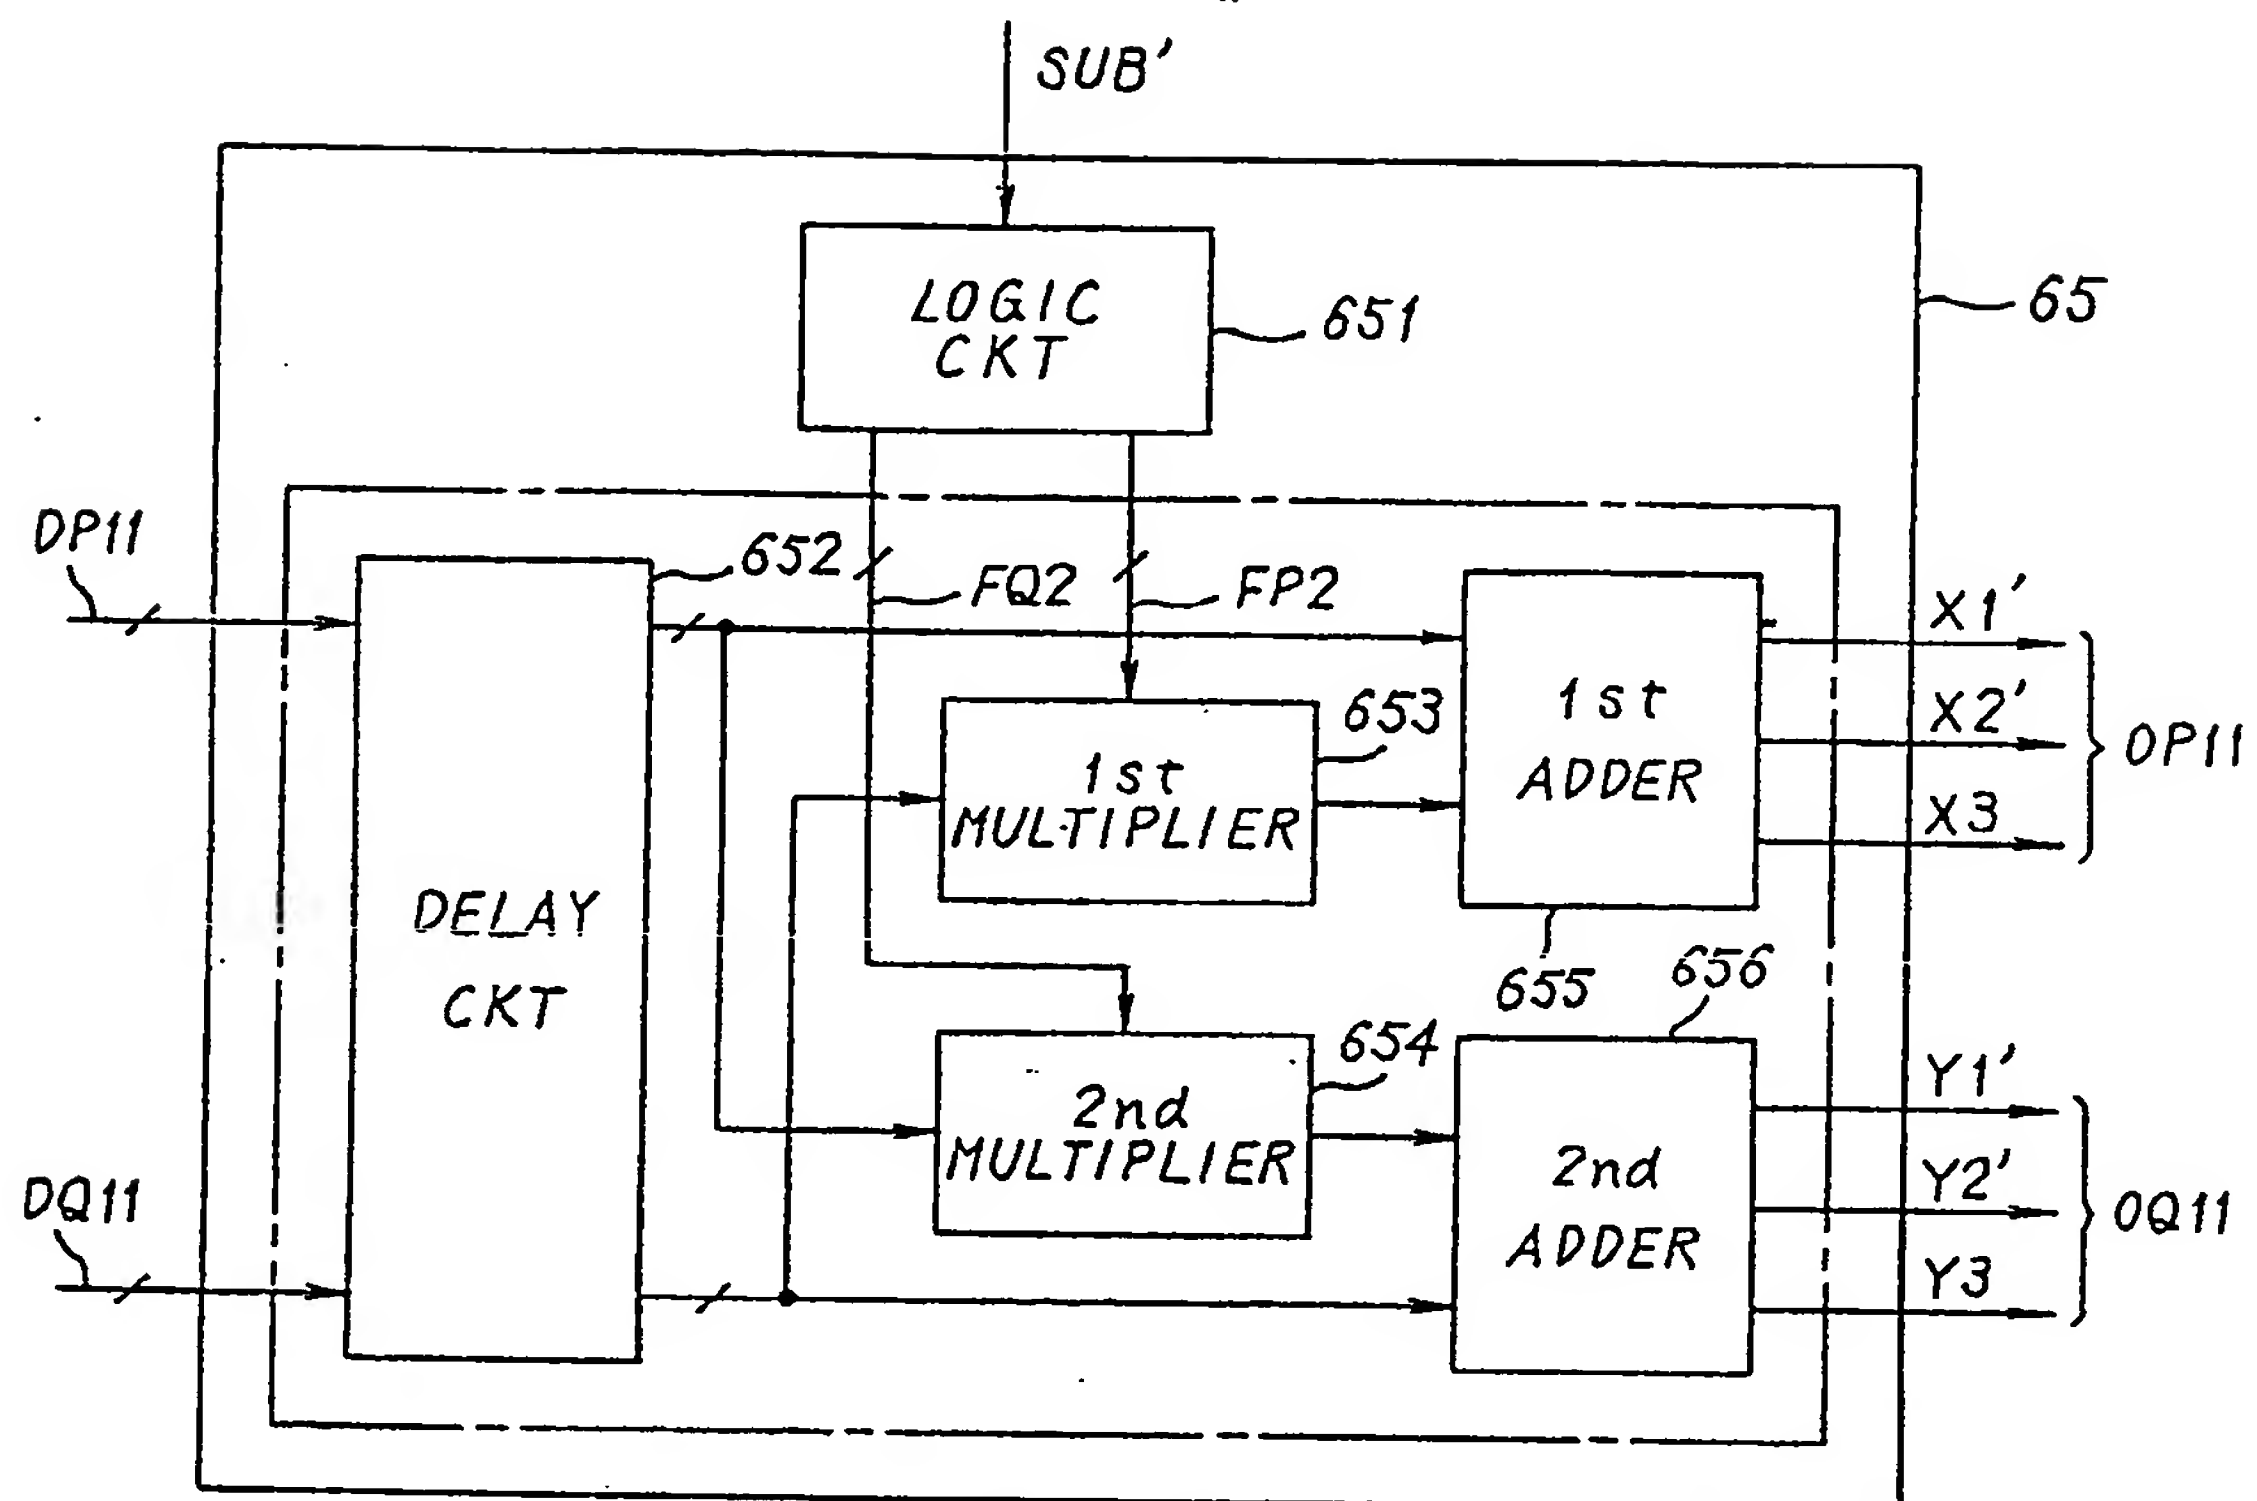 SUB'
LOGIC
CKT
651
65
DP11
652
FQ2
FP2
X1'
X2'
X3
OP11
1st
ADDER
653
1st
MULTIPLIER
DELAY
CKT
655
656
654
2nd
MULTIPLIER
2nd
ADDER
DQ11
Y1'
Y2'
Y3
OQ11